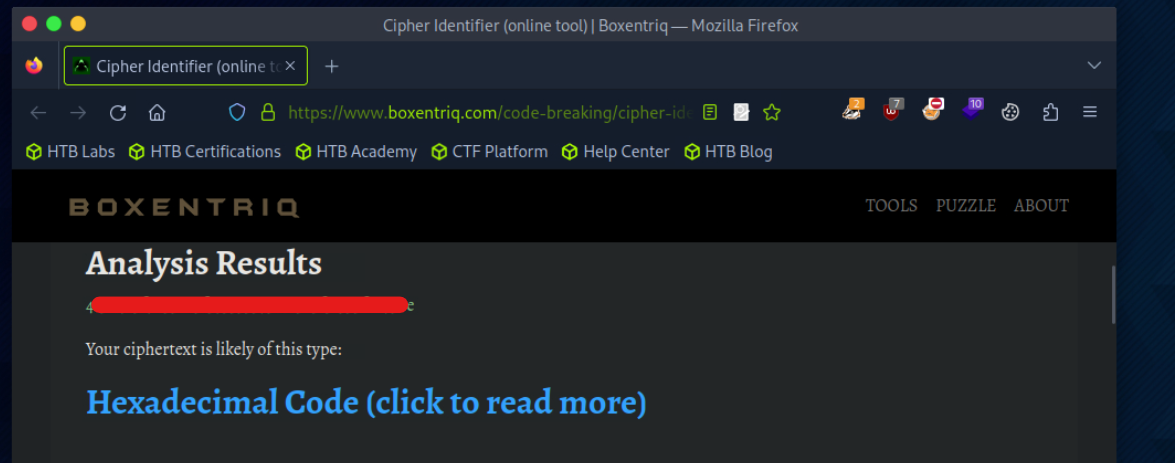 Cipher Identifier (online tool) | Boxentriq — Mozilla Firefox
Cipher Identifier (online to
https://www.boxentriq.com/code-breaking/cipher-ide
2 7 10
HTB Labs HTB Certifications HTB Academy CTF Platform Help Center HTB Blog
BOXENTRIQ TOOLS PUZZLE ABOUT
Analysis Results
4 e
Your ciphertext is likely of this type:
Hexadecimal Code (click to read more)